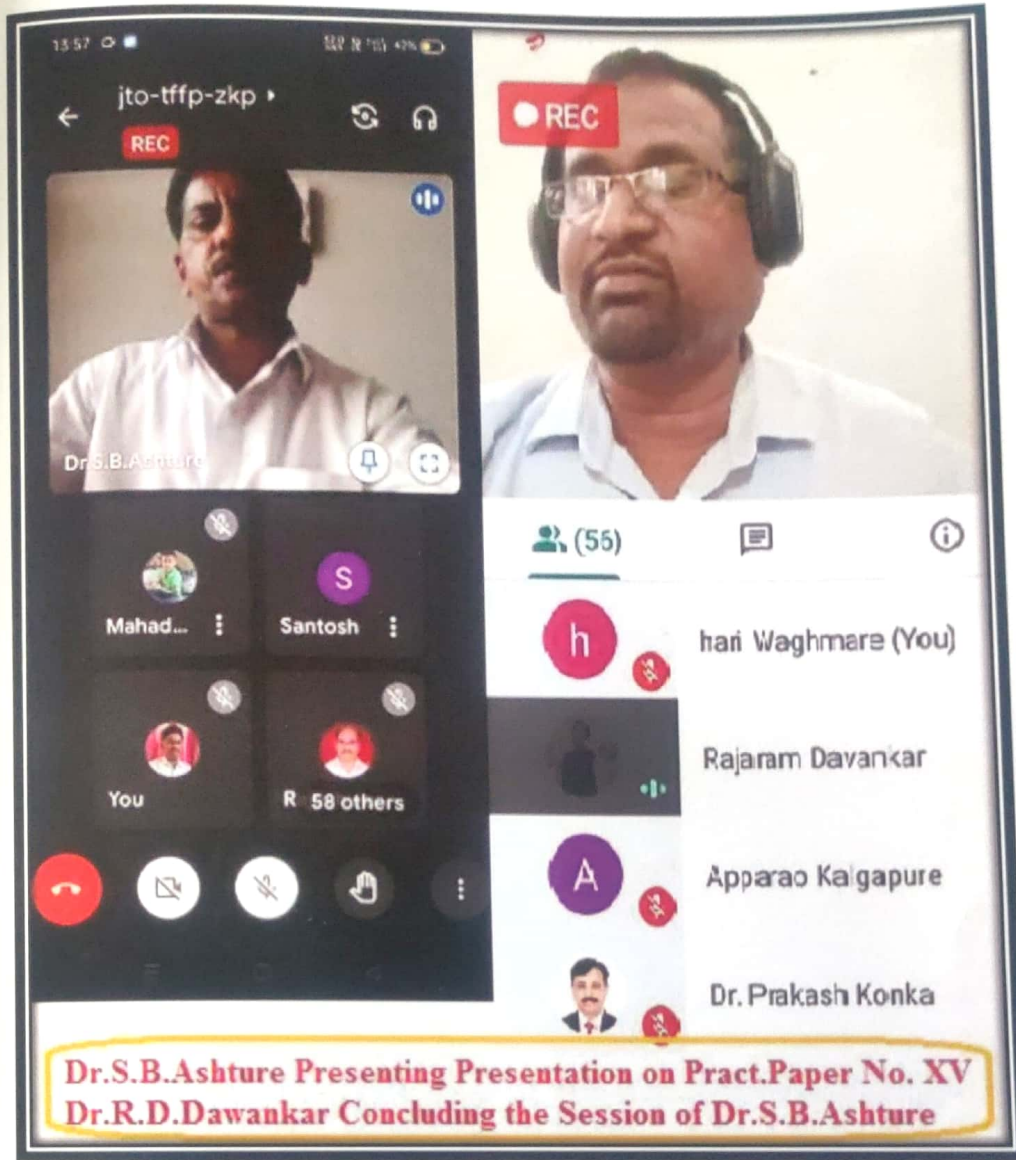 13:57
42%
jto-tffp-zkp
REC
Dr.S.B.Ashture
Mahad...
S
Santosh
You
R 58 others
REC
(56)
h
hari Waghmare (You)
Rajaram Davankar
A
Apparao Kalgapure
Dr. Prakash Konka
Dr.S.B.Ashture Presenting Presentation on Pract.Paper No. XV
Dr.R.D.Dawankar Concluding the Session of Dr.S.B.Ashture